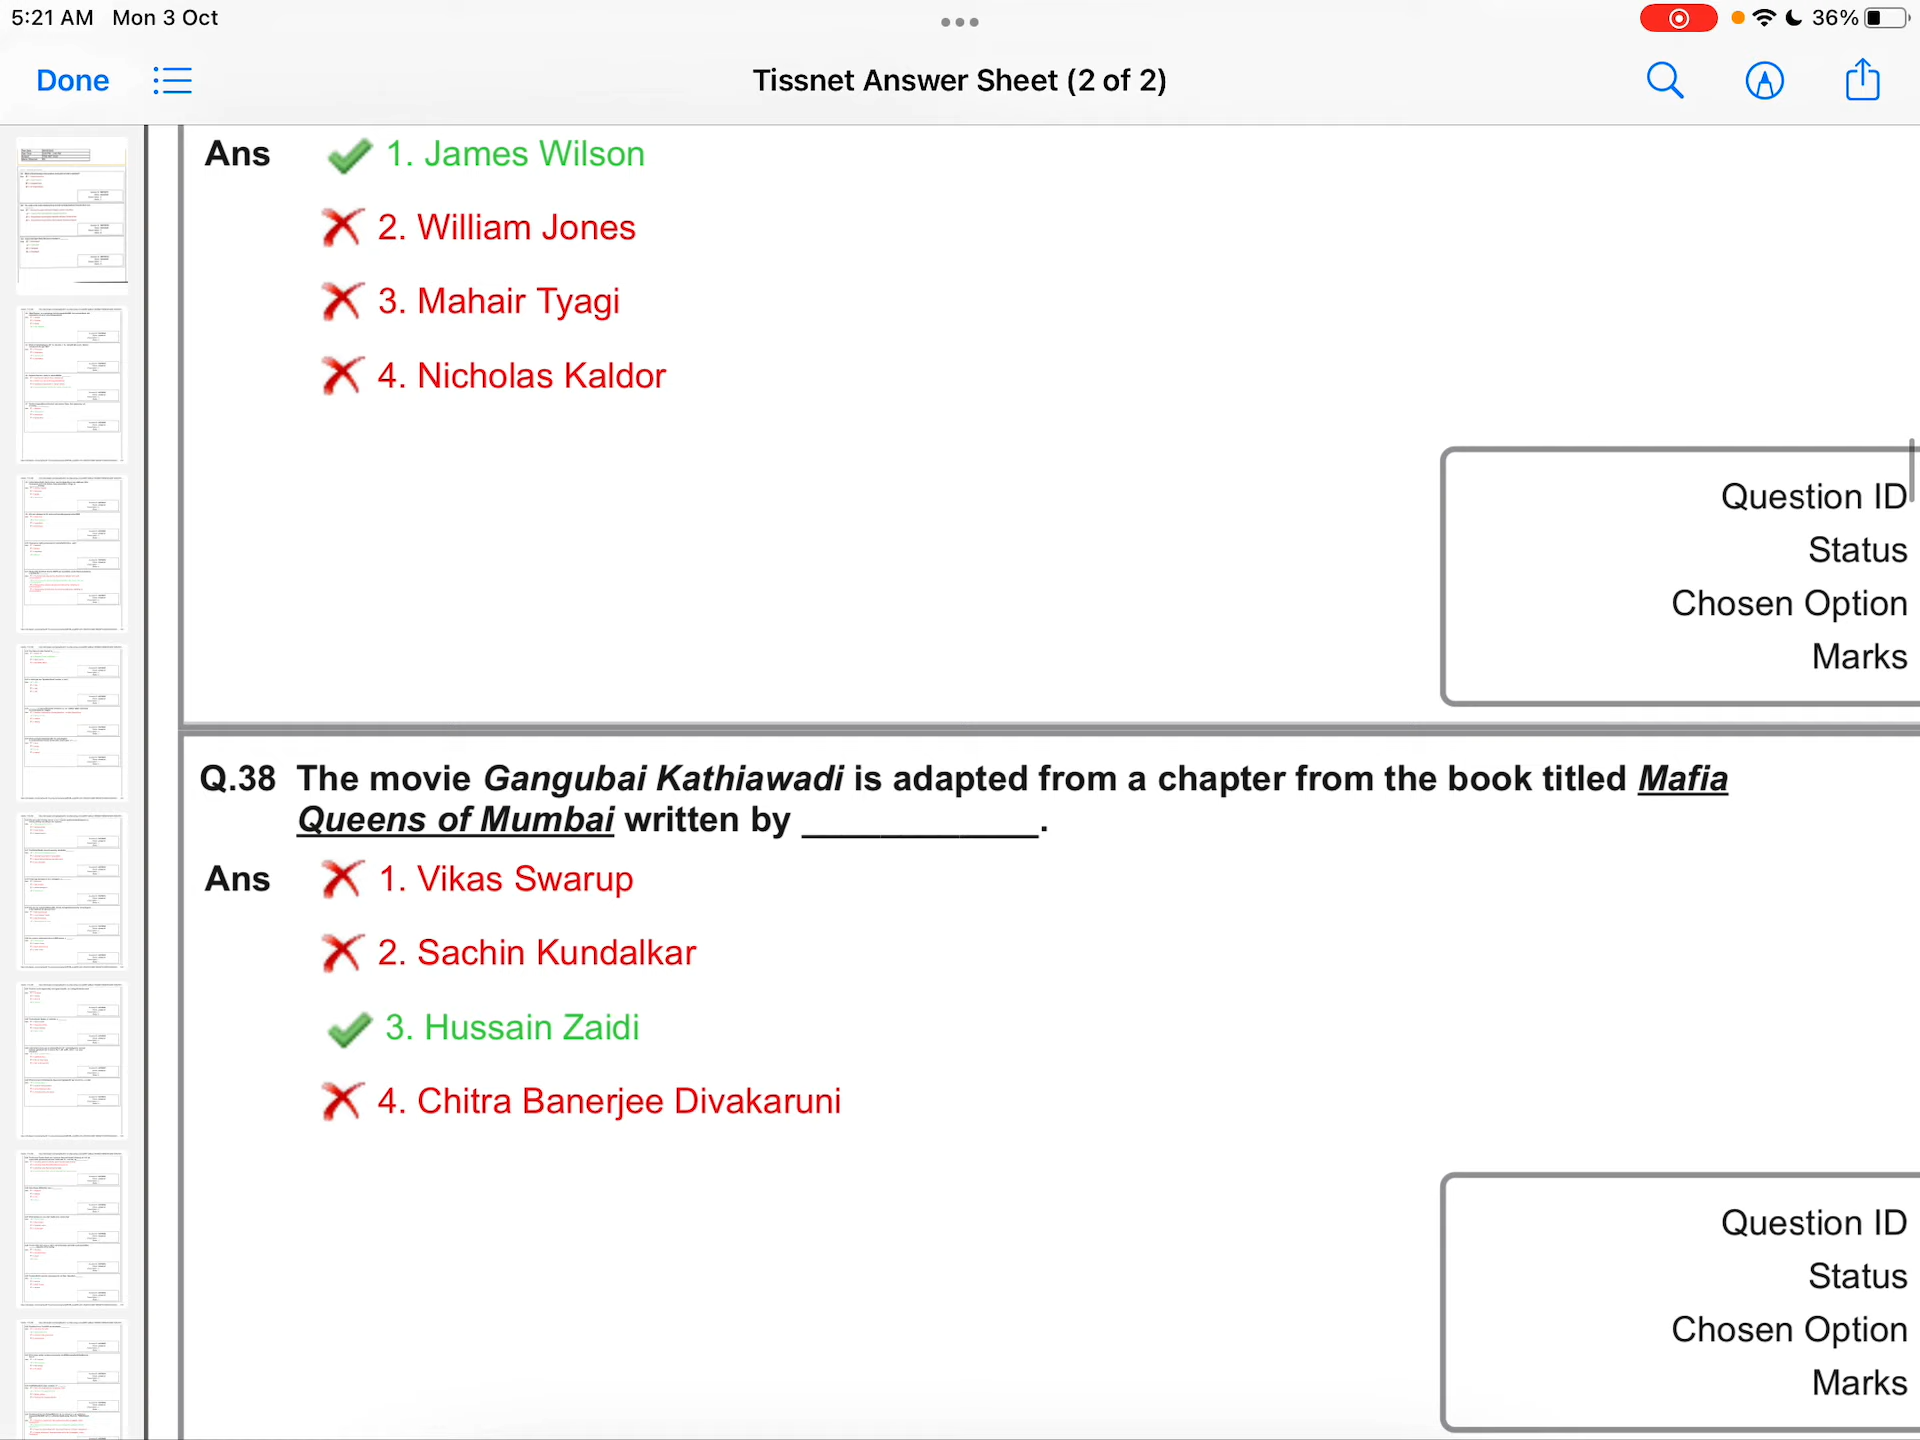 5:21 AM Mon 3 Oct
36%
Done
Tissnet Answer Sheet (2 of 2)
Ans 1. James Wilson
2. William Jones
3. Mahair Tyagi
4. Nicholas Kaldor
Question ID
Status
Chosen Option
Marks
Q.38 The movie Gangubai Kathiawadi is adapted from a chapter from the book titled Mafia
Queens of Mumbai written by ____________.
Ans 1. Vikas Swarup
2. Sachin Kundalkar
3. Hussain Zaidi
4. Chitra Banerjee Divakaruni
Question ID
Status
Chosen Option
Marks